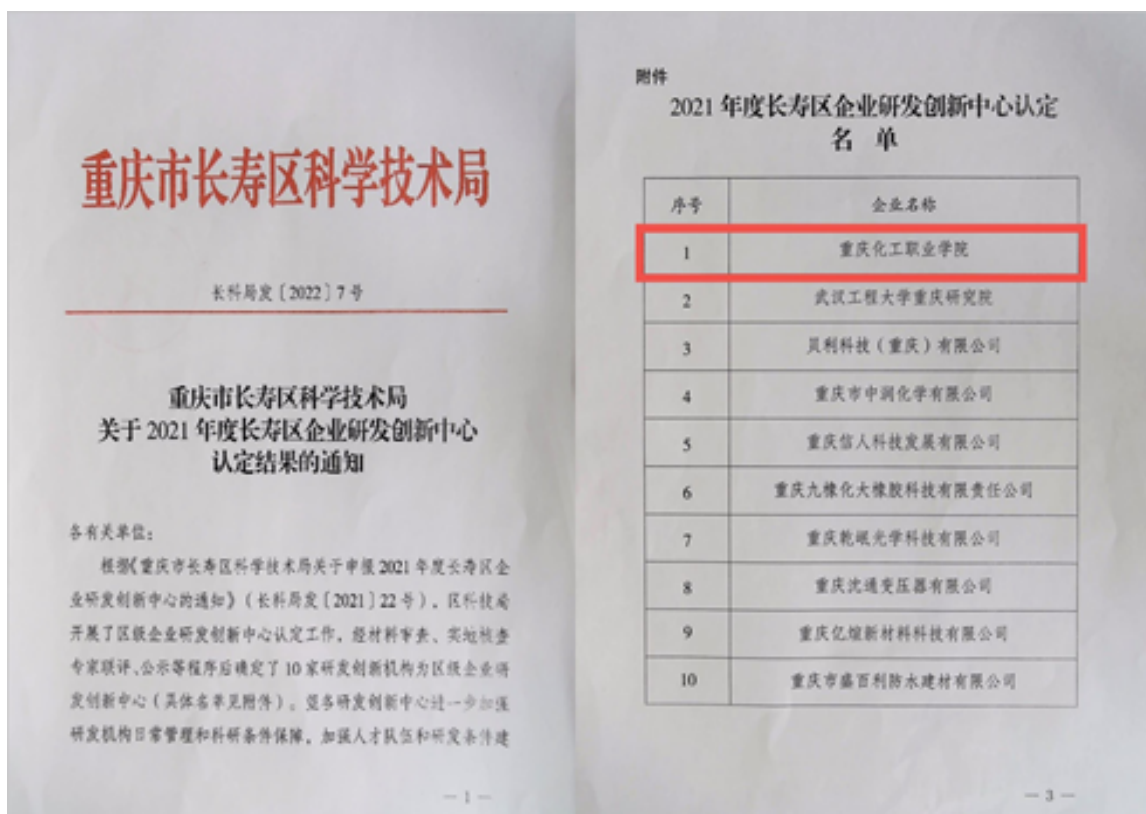 重庆市长寿区科学技术局
长科局发〔2022〕7号
重庆市长寿区科学技术局
关于2021年度长寿区企业研发创新中心
认定结果的通知
各有关单位：
根据《重庆市长寿区科学技术局关于申报2021年度长寿区企
业研发创新中心的通知》（长科局发〔2021〕22号），区科技局
开展了区级企业研发创新中心认定工作，经材料审查、实地核查
专家联评、公示等程序后确定了10家研发创新机构为区级企业研
发创新中心（具体名单见附件）。望各研发创新中心进一步加强
研发机构日常管理和科研条件保障，加强人才队伍和研发条件建
—1—
附件
2021年度长寿区企业研发创新中心认定
名 单
序号 企业名称
1 重庆化工职业学院
2 武汉工程大学重庆研究院
3 贝利科技（重庆）有限公司
4 重庆市中润化学有限公司
5 重庆信人科技发展有限公司
6 重庆九橡化大橡胶科技有限责任公司
7 重庆乾岷光学科技有限公司
8 重庆沈通变压器有限公司
9 重庆亿煊新材料科技有限公司
10 重庆市盛百利防水建材有限公司
—3—